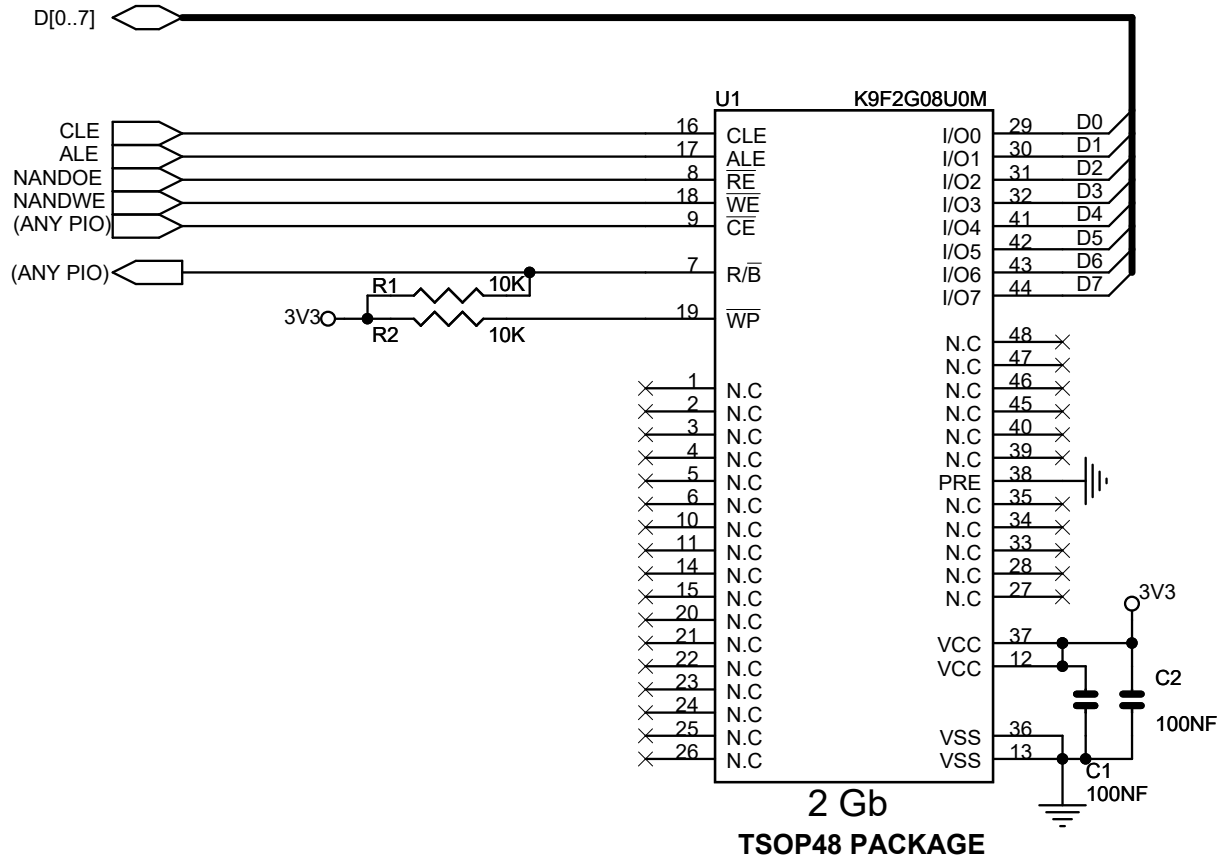 D[0..7]
U1 K9F2G08U0M
CLE 16 CLE I/O0 29 D0
ALE 17 ALE I/O1 30 D1
NANDOE 8 RE I/O2 31 D2
NANDWE 18 WE I/O3 32 D3
(ANY PIO) 9 CE I/O4 41 D4
I/O5 42 D5
(ANY PIO) 7 R/B I/O6 43 D6
R1 10K I/O7 44 D7
3V3 19 WP
R2 10K
N.C 48
N.C 47
1 N.C N.C 46
2 N.C N.C 45
3 N.C N.C 40
4 N.C N.C 39
5 N.C PRE 38
6 N.C N.C 35
10 N.C N.C 34
11 N.C N.C 33
14 N.C N.C 28
15 N.C N.C 27
3V3
20 N.C
21 N.C VCC 37
22 N.C VCC 12
23 N.C C2
24 N.C 100NF
25 N.C VSS 36
26 N.C VSS 13
C1
100NF
2 Gb
TSOP48 PACKAGE